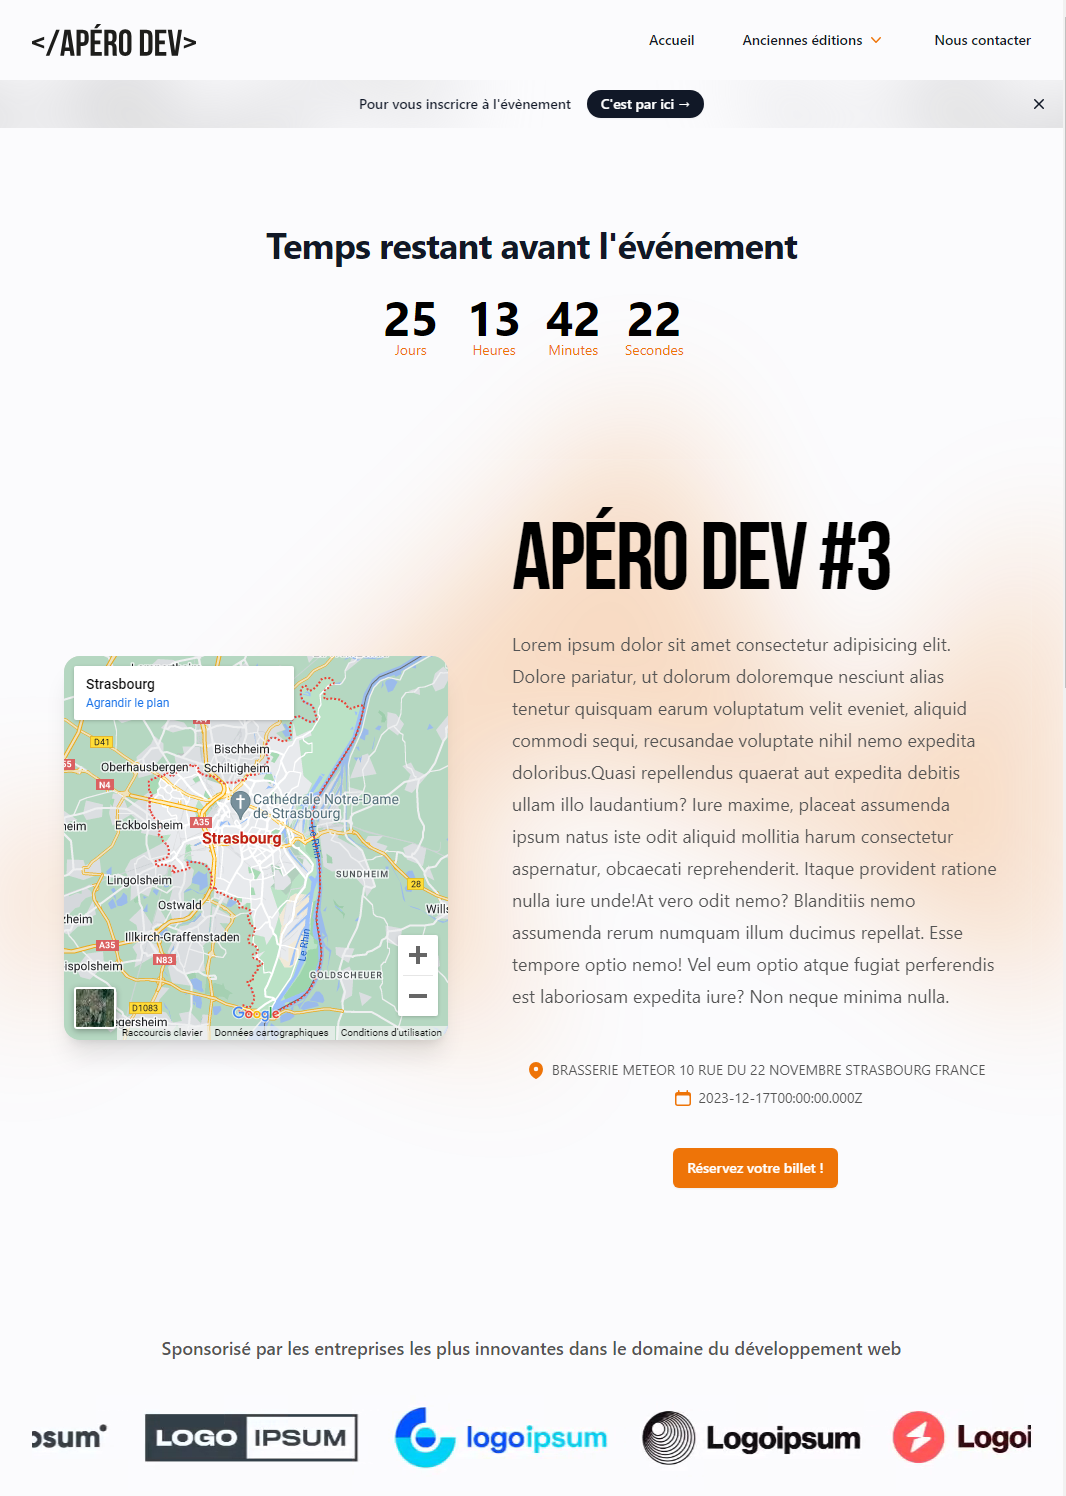 </APÉRO DEV>
Accueil
Anciennes éditions
Nous contacter
Pour vous inscricre à l'évènement
C'est par ici →
Temps restant avant l'événement
25 13 42 22
Jours Heures Minutes Secondes
APÉRO DEV #3
Lorem ipsum dolor sit amet consectetur adipisicing elit.
Dolore pariatur, ut dolorum doloremque nesciunt alias
tenetur quisquam earum voluptatum velit eveniet, aliquid
commodi sequi, recusandae voluptate nihil nemo expedita
doloribus.Quasi repellendus quaerat aut expedita debitis
ullam illo laudantium? Iure maxime, placeat assumenda
ipsum natus iste odit aliquid mollitia harum consectetur
aspernatur, obcaecati reprehenderit. Itaque provident ratione
nulla iure unde!At vero odit nemo? Blanditiis nemo
assumenda rerum numquam illum ducimus repellat. Esse
tempore optio nemo! Vel eum optio atque fugiat perferendis
est laboriosam expedita iure? Non neque minima nulla.
Strasbourg
Agrandir le plan
D41
Bischheim
Oberhausbergen
Schiltigheim
N4
Cathédrale Notre-Dame
de Strasbourg
A35
Eckbolsheim
Strasbourg
Le Rhin
SUNDHEIM
Lingolsheim
28
Ostwald
Illkirch-Graffenstaden
A35
N83
Le Rhin
GOLDSCHEUER
D1083
Google
Raccourcis clavier
Données cartographiques
Conditions d'utilisation
BRASSERIE METEOR 10 RUE DU 22 NOVEMBRE STRASBOURG FRANCE
2023-12-17T00:00:00.000Z
Réservez votre billet !
Sponsorisé par les entreprises les plus innovantes dans le domaine du développement web
osum
LOGO IPSUM
logoipsum
Logoipsum
Logoi